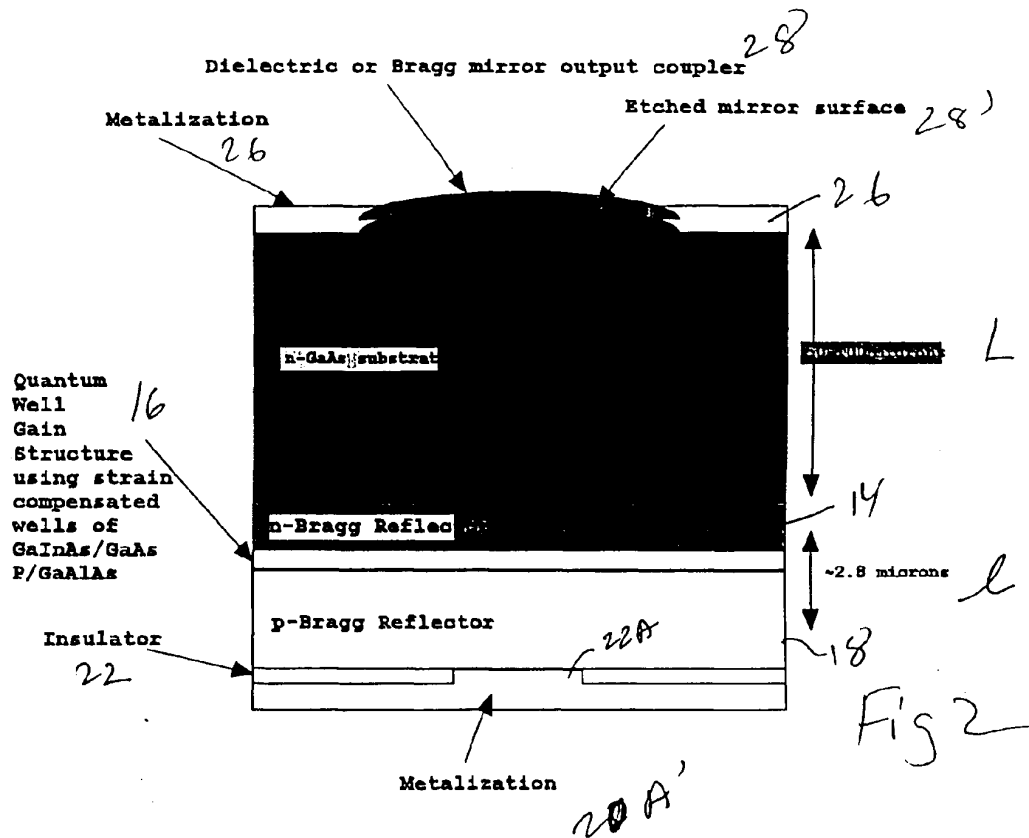 28
Dielectric or Bragg mirror output coupler
Etched mirror surface 28'
Metalization
26
26
n-GaAs substrat
L
Quantum
Well 16
Gain
Structure
using strain
compensated
wells of
GaInAs/GaAs
P/GaAlAs
14
n-Bragg Reflec
~2.8 microns l
p-Bragg Reflector
18
Insulator
22
22A
Fig 2
Metalization
20A'